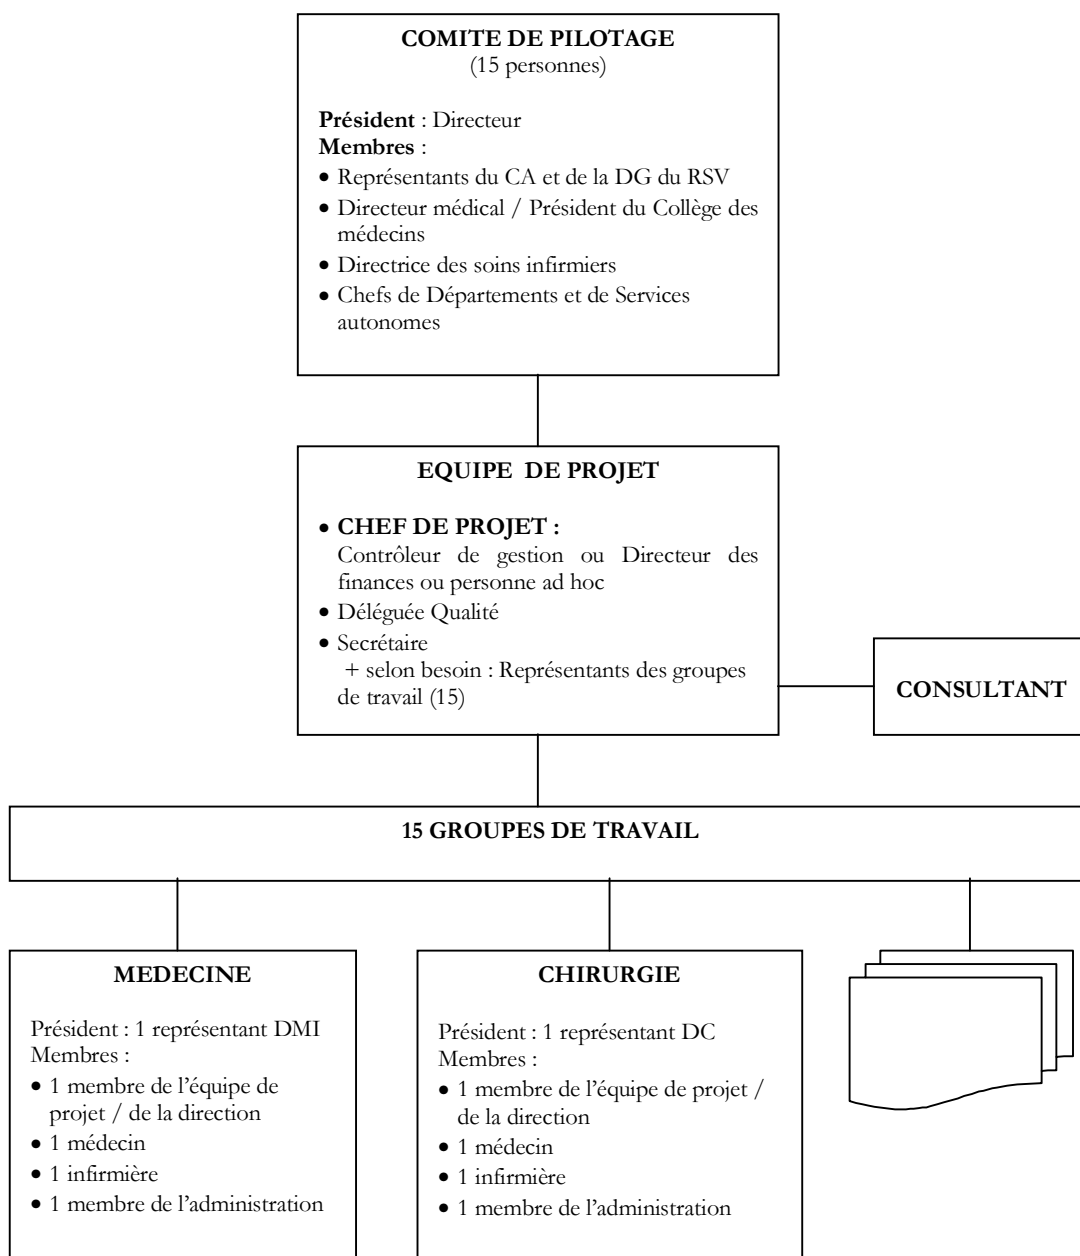 COMITE DE PILOTAGE
(15 personnes)
Président : Directeur
Membres :
• Représentants du CA et de la DG du RSV
• Directeur médical / Président du Collège des
médecins
• Directrice des soins infirmiers
• Chefs de Départements et de Services
autonomes
EQUIPE DE PROJET
• CHEF DE PROJET :
Contrôleur de gestion ou Directeur des
finances ou personne ad hoc
• Déléguée Qualité
• Secrétaire
+ selon besoin : Représentants des groupes
de travail (15)
CONSULTANT
15 GROUPES DE TRAVAIL
MEDECINE
Président : 1 représentant DMI
Membres :
• 1 membre de l'équipe de
projet / de la direction
• 1 médecin
• 1 infirmière
• 1 membre de l'administration
CHIRURGIE
Président : 1 représentant DC
Membres :
• 1 membre de l'équipe de projet /
de la direction
• 1 médecin
• 1 infirmière
• 1 membre de l'administration